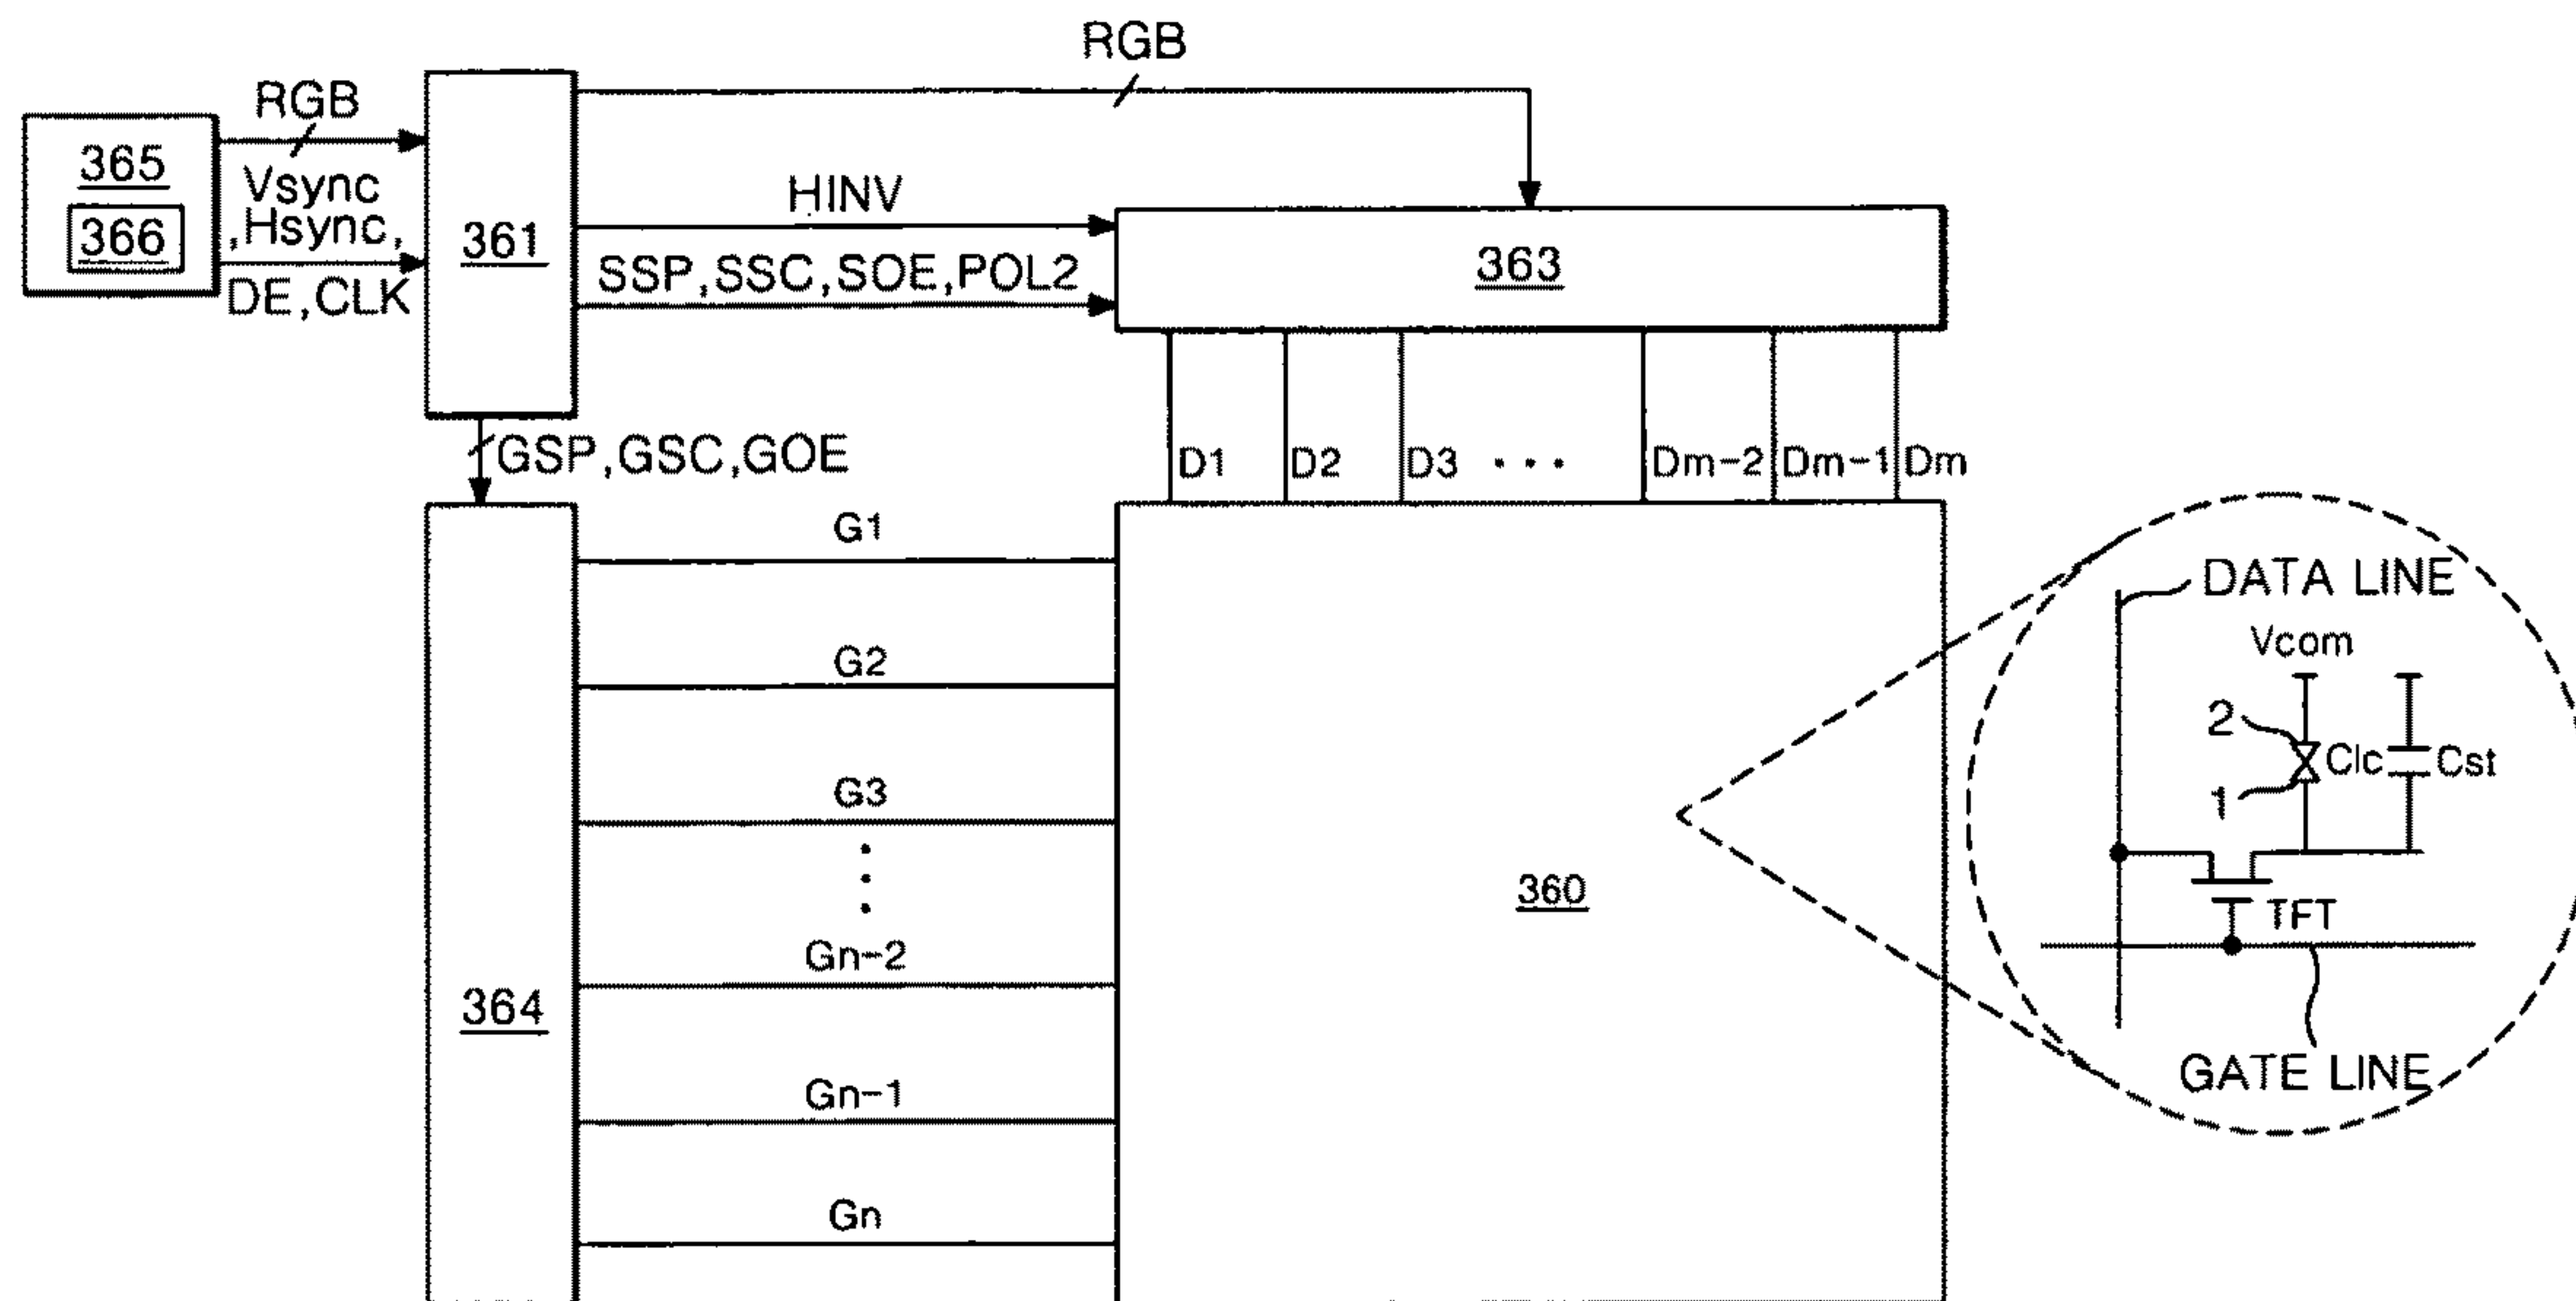 RGB
RGB
365
Vsync
366
,Hsync,
DE,CLK
361
HINV
SSP,SSC,SOE,POL2
363
GSP,GSC,GOE
D1 D2 D3 ... Dm-2 Dm-1 Dm
G1
G2
G3
Gn-2
Gn-1
Gn
364
360
DATA LINE
Vcom
2
Clc
Cst
1
TFT
GATE LINE